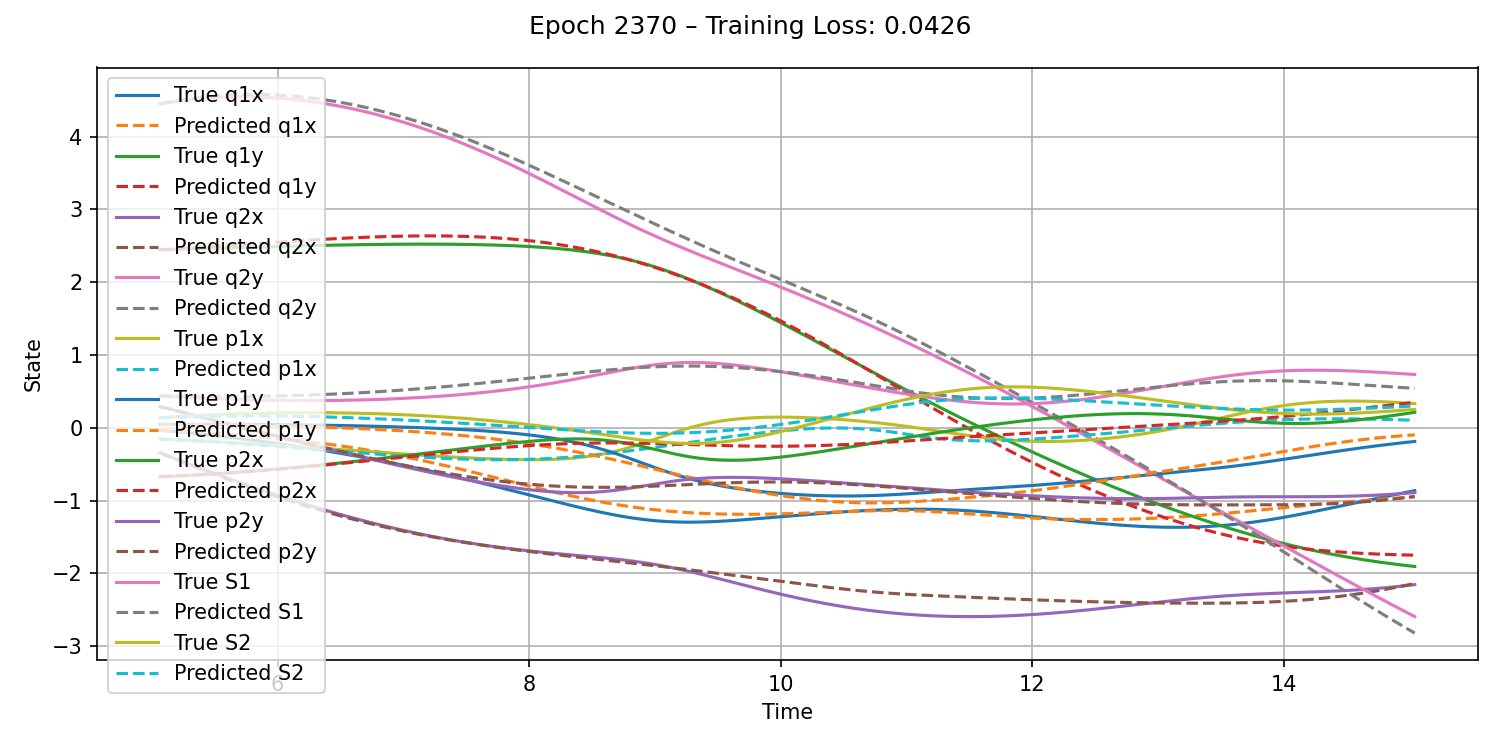 Epoch 2370 – Training Loss: 0.0426
True q1x
Predicted q1x
True q1y
Predicted q1y
True q2x
Predicted q2x
True q2y
Predicted q2y
True p1x
Predicted p1x
True p1y
Predicted p1y
True p2x
Predicted p2x
True p2y
Predicted p2y
True S1
Predicted S1
True S2
Predicted S2
State
4
3
2
1
0
−1
−2
−3
6
8
10
12
14
Time